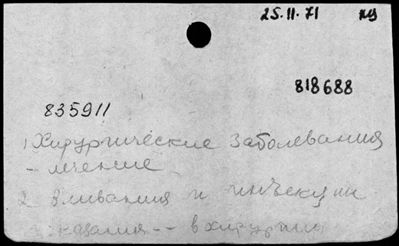 25.11.71
818688
835911
1 Хирургические заболевания
- лечение
2 Вливания и инъекции
- - в хирургии